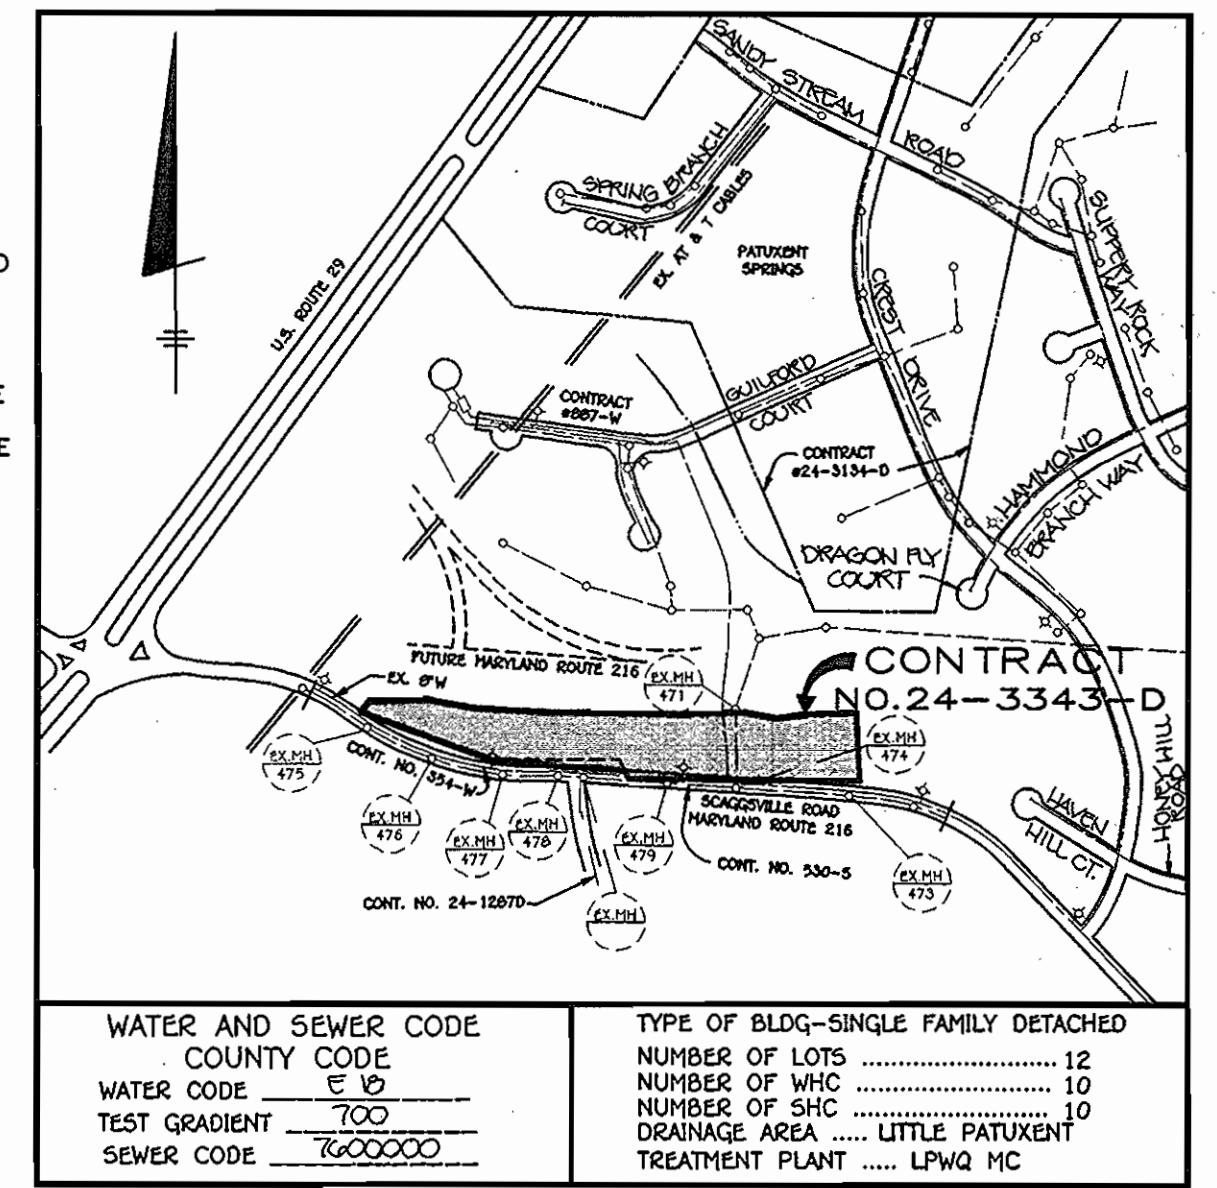 SANDY STREAM ROAD
SPRING BRANCH
COURT
EX. AT & T CABLES
PATUXENT
SPRINGS
SLIPPERY ROCK
WAY
U.S. ROUTE 29
CREST DRIVE
GUILFORD
COURT
CONTRACT
#887-W
CONTRACT
#24-3134-D
HAMMOND
BRANCH WAY
DRAGON FLY
COURT
FUTURE MARYLAND ROUTE 216
EX. 8"W
EX.MH
471
CONTRACT
NO.24-3343-D
EX.MH
474
EX.MH
475
CONT. NO. 354-W
EX.MH
476
EX.MH
477
EX.MH
478
EX.MH
479
SCAGGSVILLE ROAD
MARYLAND ROUTE 216
CONT. NO. 530-S
EX.MH
473
CONT. NO. 24-1287D
EX.MH
HAVEN
HILL CT.
HONEY HILL
ROAD
WATER AND SEWER CODE
COUNTY CODE
WATER CODE E 18
TEST GRADIENT 700
SEWER CODE 7600000
TYPE OF BLDG-SINGLE FAMILY DETACHED
NUMBER OF LOTS ........................... 12
NUMBER OF WHC ........................... 10
NUMBER OF SHC ........................... 10
DRAINAGE AREA ..... LITTLE PATUXENT
TREATMENT PLANT ..... LPWQ MC